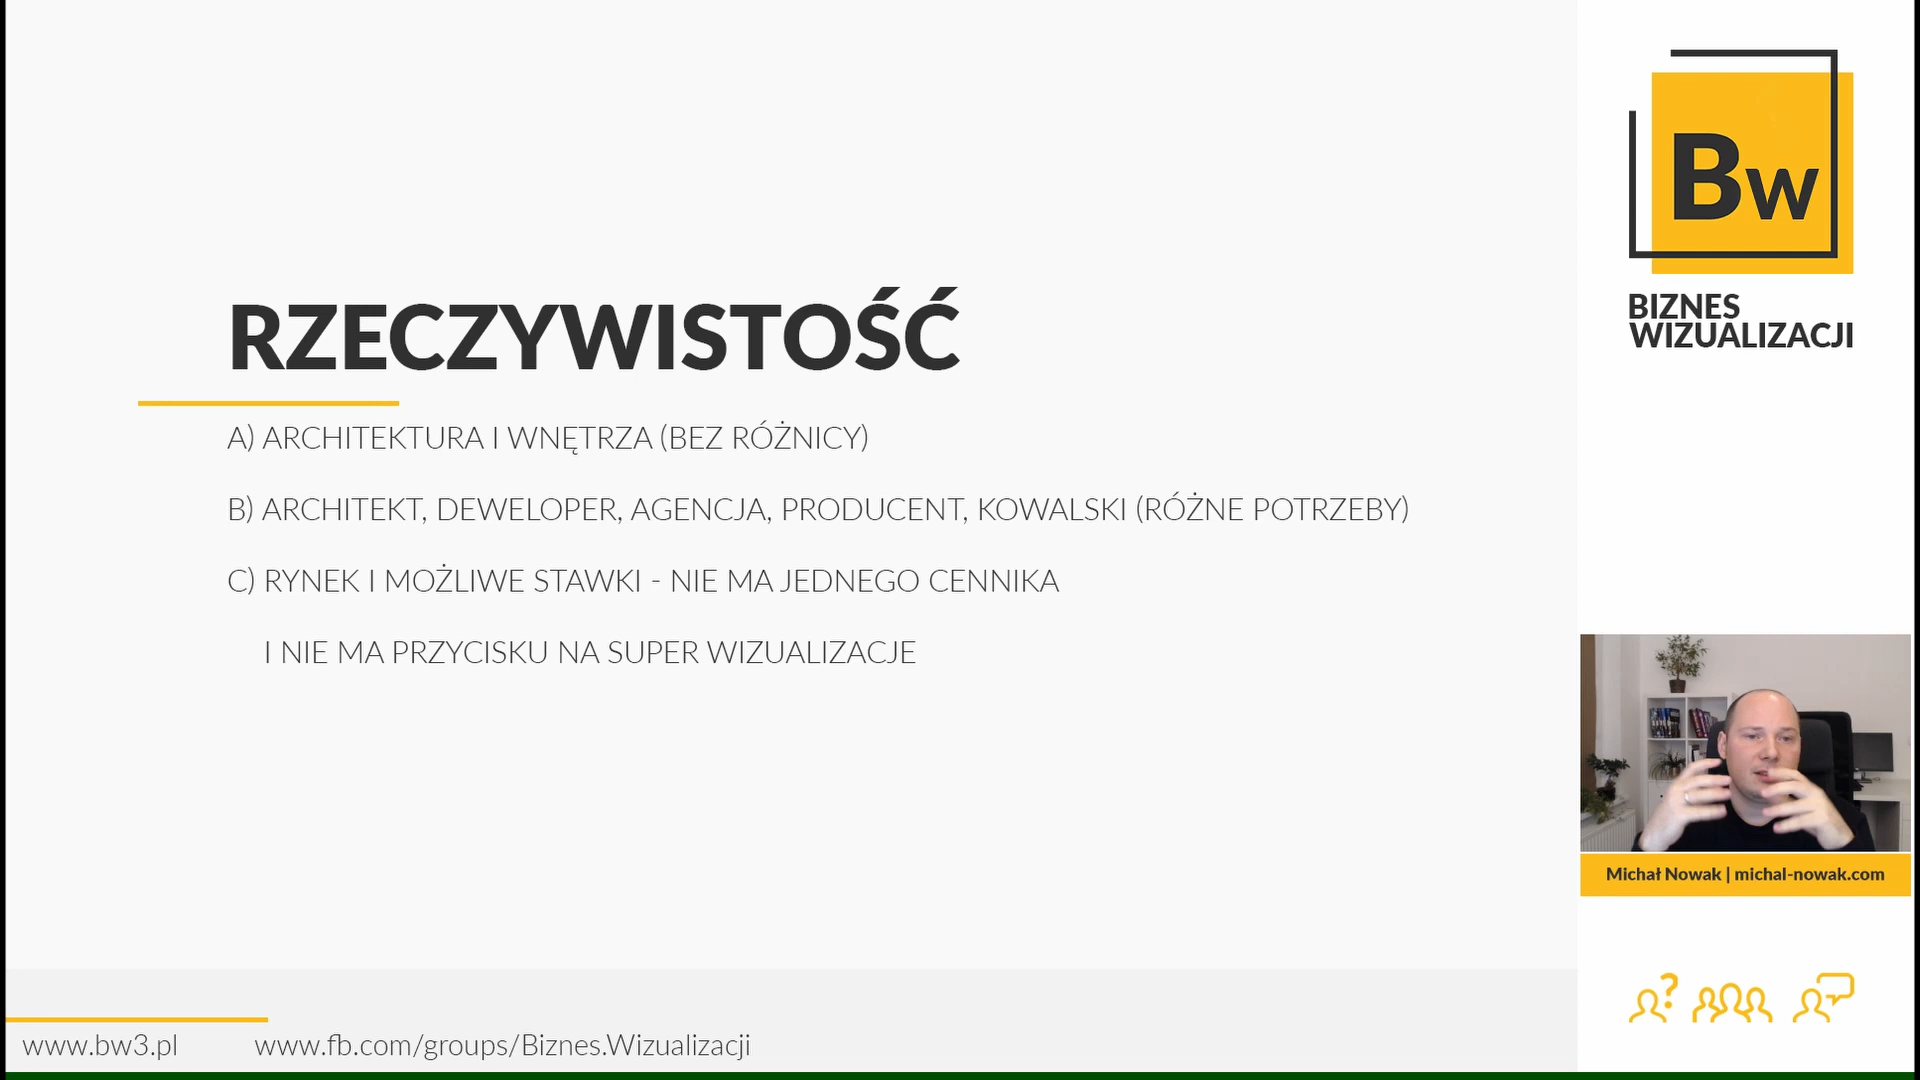 RZECZYWISTOŚĆ
A) ARCHITEKTURA I WNĘTRZA (BEZ RÓŻNICY)
B) ARCHITEKT, DEWELOPER, AGENCJA, PRODUCENT, KOWALSKI (RÓŻNE POTRZEBY)
C) RYNEK I MOŻLIWE STAWKI - NIE MA JEDNEGO CENNIKA
I NIE MA PRZYCISKU NA SUPER WIZUALIZACJE
www.bw3.pl
www.fb.com/groups/Biznes.Wizualizacji
Bw
BIZNES
WIZUALIZACJI
Michał Nowak | michal-nowak.com
?